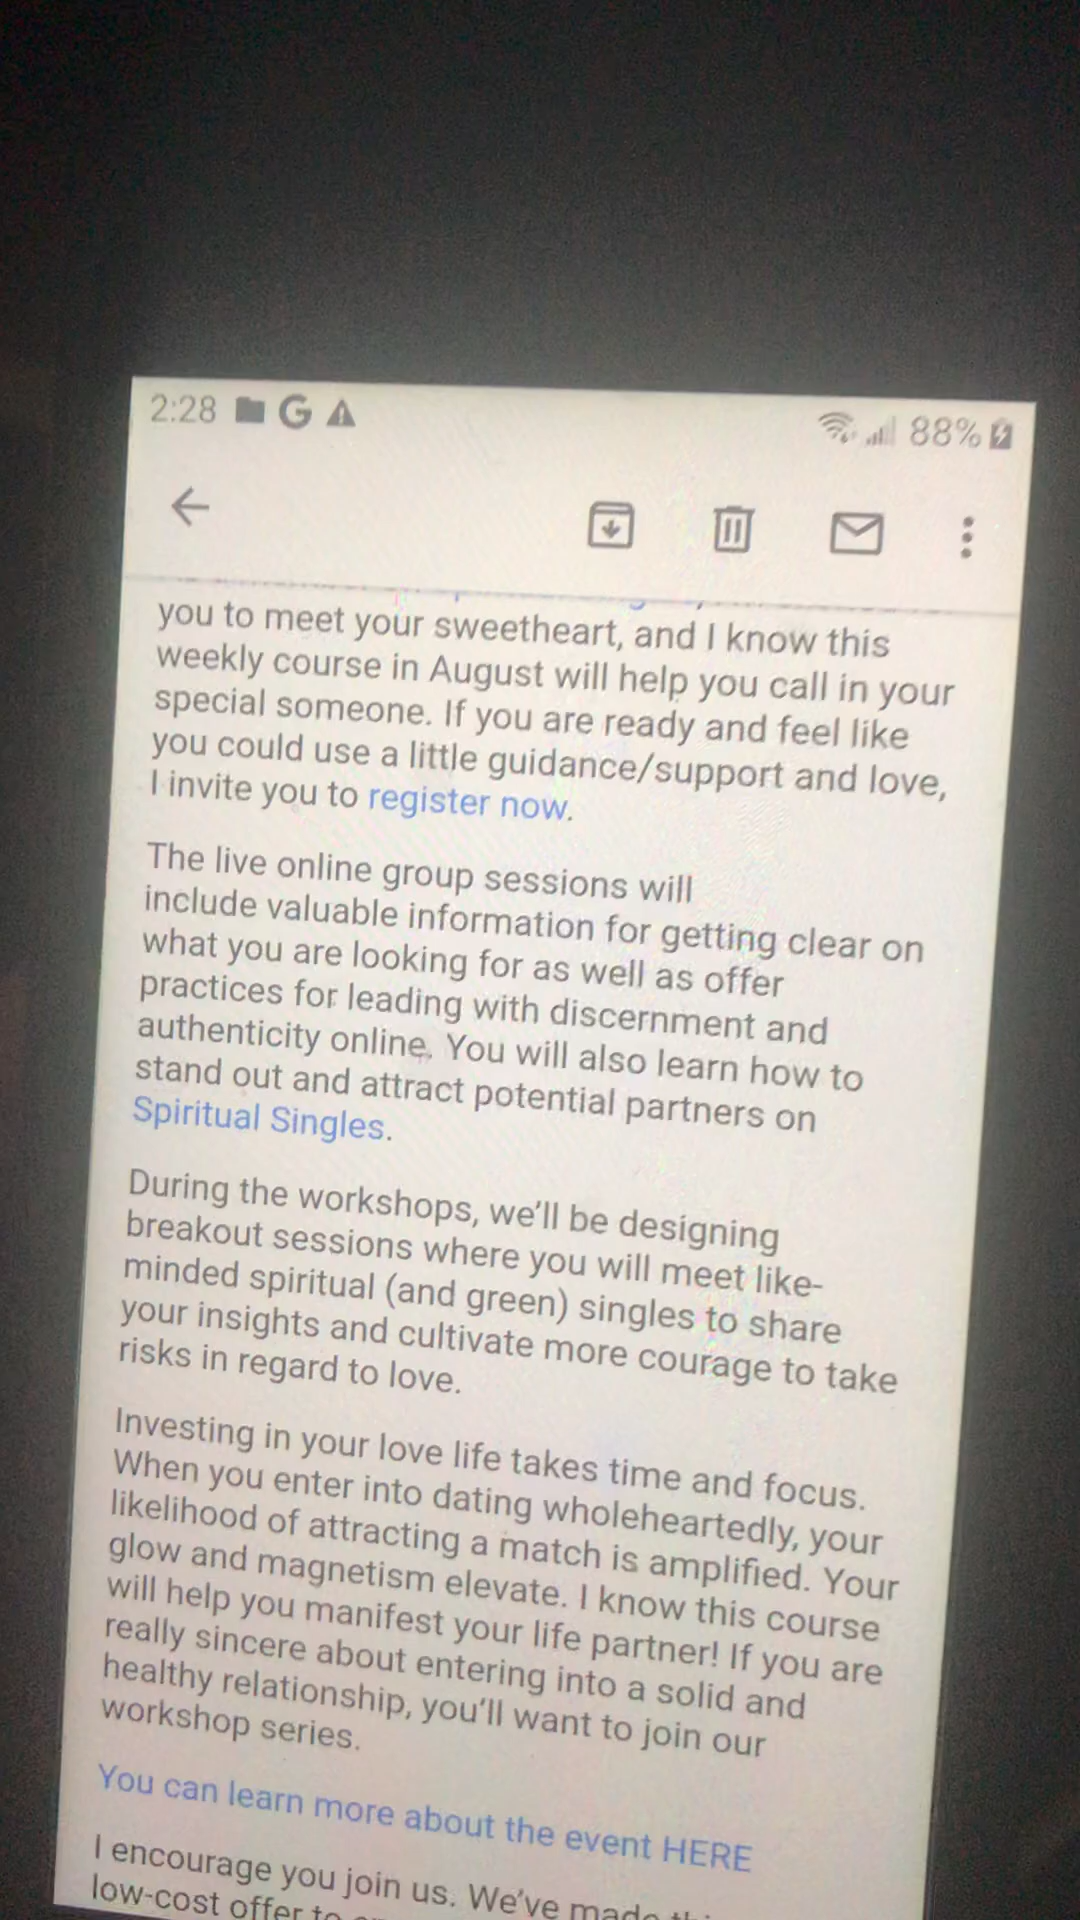 2:28 G 88%
you to meet your sweetheart, and I know this
weekly course in August will help you call in your
special someone. If you are ready and feel like
you could use a little guidance/support and love,
I invite you to register now.
The live online group sessions will
include valuable information for getting clear on
what you are looking for as well as offer
practices for leading with discernment and
authenticity online. You will also learn how to
stand out and attract potential partners on
Spiritual Singles.
During the workshops, we'll be designing
breakout sessions where you will meet like-
minded spiritual (and green) singles to share
your insights and cultivate more courage to take
risks in regard to love.
Investing in your love life takes time and focus.
When you enter into dating wholeheartedly, your
likelihood of attracting a match is amplified. Your
glow and magnetism elevate. I know this course
will help you manifest your life partner! If you are
really sincere about entering into a solid and
healthy relationship, you'll want to join our
workshop series.
You can learn more about the event HERE
I encourage you join us. We've made
low-cost offer to